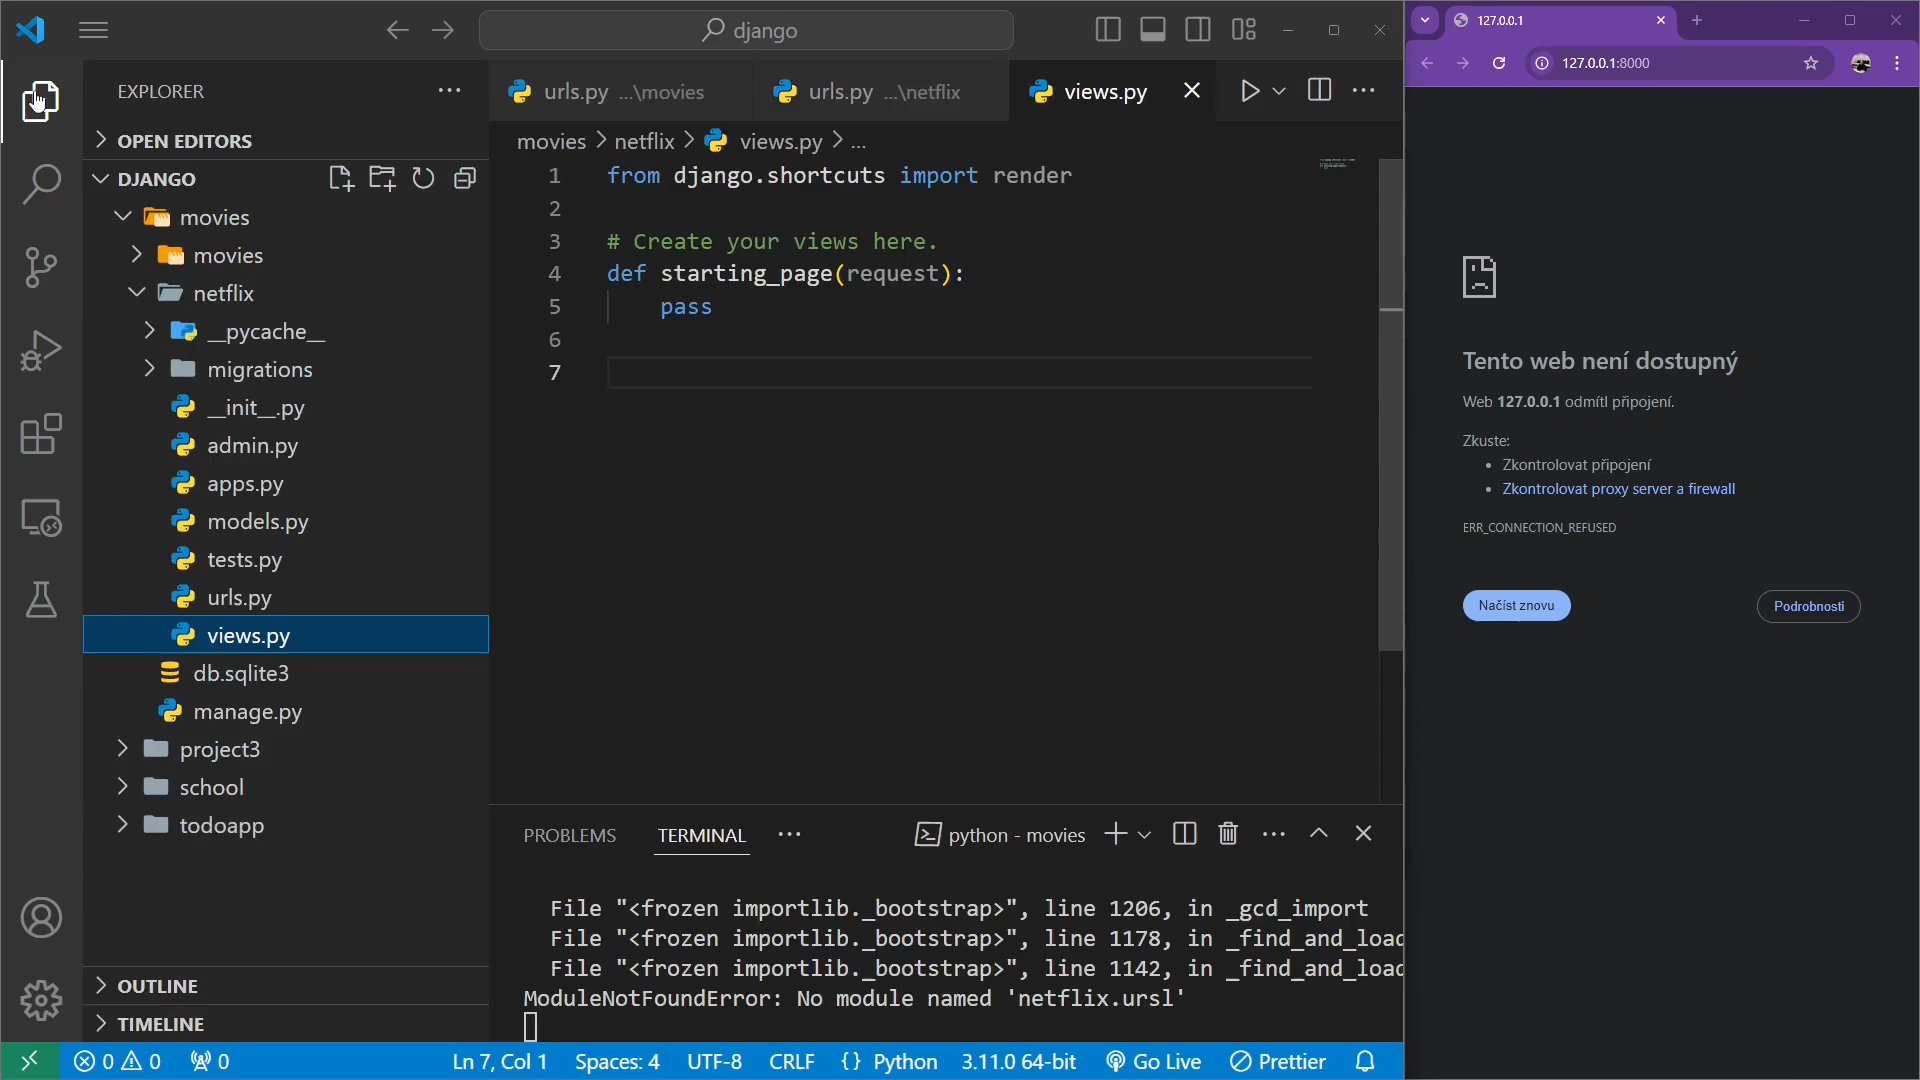 django
EXPLORER
OPEN EDITORS
DJANGO
movies
movies
netflix
__pycache__
migrations
__init__.py
admin.py
apps.py
models.py
tests.py
urls.py
views.py
db.sqlite3
manage.py
project3
school
todoapp
OUTLINE
TIMELINE
urls.py ...\movies
urls.py ...\netflix
views.py
movies > netflix > views.py > ...
1 from django.shortcuts import render
2
3 # Create your views here.
4 def starting_page(request):
5 pass
6
7
PROBLEMS TERMINAL
python - movies
File "<frozen importlib._bootstrap>", line 1206, in _gcd_import
File "<frozen importlib._bootstrap>", line 1178, in _find_and_load
File "<frozen importlib._bootstrap>", line 1142, in _find_and_load
ModuleNotFoundError: No module named 'netflix.ursl'
0 0 0 Ln 7, Col 1 Spaces: 4 UTF-8 CRLF {} Python 3.11.0 64-bit Go Live Prettier
127.0.0.1
127.0.0.1:8000
Tento web není dostupný
Web 127.0.0.1 odmítl připojení.
Zkuste:
• Zkontrolovat připojení
• Zkontrolovat proxy server a firewall
ERR_CONNECTION_REFUSED
Načíst znovu
Podrobnosti